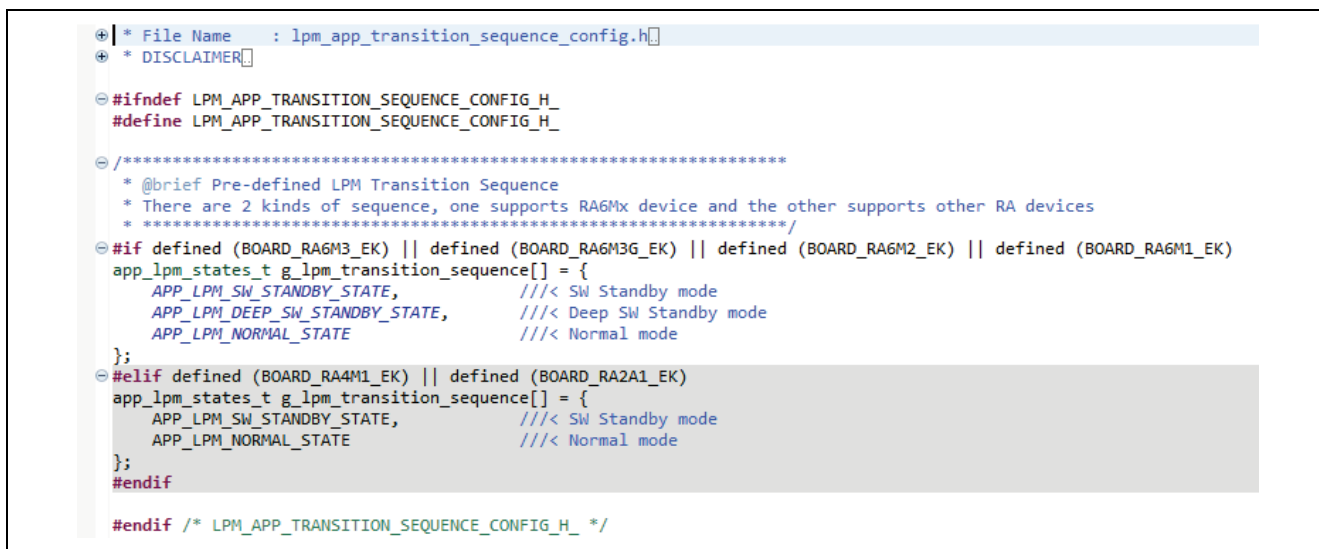 * File Name    : lpm_app_transition_sequence_config.h
* DISCLAIMER
#ifndef LPM_APP_TRANSITION_SEQUENCE_CONFIG_H_
#define LPM_APP_TRANSITION_SEQUENCE_CONFIG_H_
/*****************************************************************
* @brief Pre-defined LPM Transition Sequence
* There are 2 kinds of sequence, one supports RA6Mx device and the other supports other RA devices
* ****************************************************************/
#if defined (BOARD_RA6M3_EK) || defined (BOARD_RA6M3G_EK) || defined (BOARD_RA6M2_EK) || defined (BOARD_RA6M1_EK)
app_lpm_states_t g_lpm_transition_sequence[] = {
    APP_LPM_SW_STANDBY_STATE,            ///< SW Standby mode
    APP_LPM_DEEP_SW_STANDBY_STATE,       ///< Deep SW Standby mode
    APP_LPM_NORMAL_STATE                 ///< Normal mode
};
#elif defined (BOARD_RA4M1_EK) || defined (BOARD_RA2A1_EK)
app_lpm_states_t g_lpm_transition_sequence[] = {
    APP_LPM_SW_STANDBY_STATE,            ///< SW Standby mode
    APP_LPM_NORMAL_STATE                 ///< Normal mode
};
#endif
#endif /* LPM_APP_TRANSITION_SEQUENCE_CONFIG_H_ */